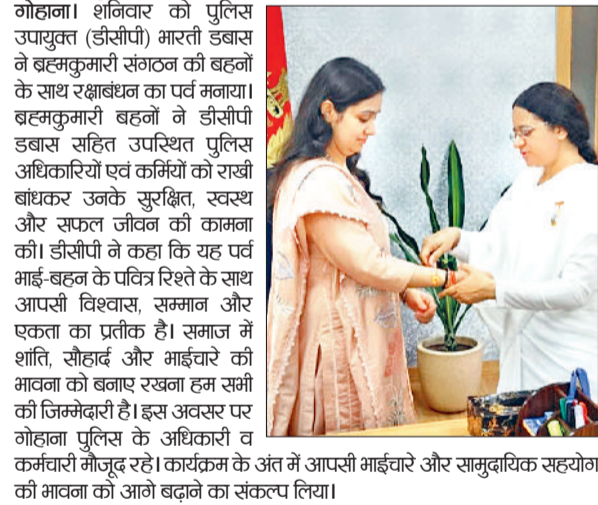 गोहाना। शनिवार को पुलिस
उपायुक्त (डीसीपी) भारती डबास
ने ब्रह्मकुमारी संगठन की बहनों
के साथ रक्षाबंधन का पर्व मनाया।
ब्रह्मकुमारी बहनों ने डीसीपी
डबास सहित उपस्थित पुलिस
अधिकारियों एवं कर्मियों को राखी
बांधकर उनके सुरक्षित, स्वस्थ
और सफल जीवन की कामना
की। डीसीपी ने कहा कि यह पर्व
भाई-बहन के पवित्र रिश्ते के साथ
आपसी विश्वास, सम्मान और
एकता का प्रतीक है। समाज में
शांति, सौहार्द और भाईचारे की
भावना को बनाए रखना हम सभी
की जिम्मेदारी है। इस अवसर पर
गोहाना पुलिस के अधिकारी व
कर्मचारी मौजूद रहे। कार्यक्रम के अंत में आपसी भाईचारे और सामुदायिक सहयोग
की भावना को आगे बढ़ाने का संकल्प लिया।